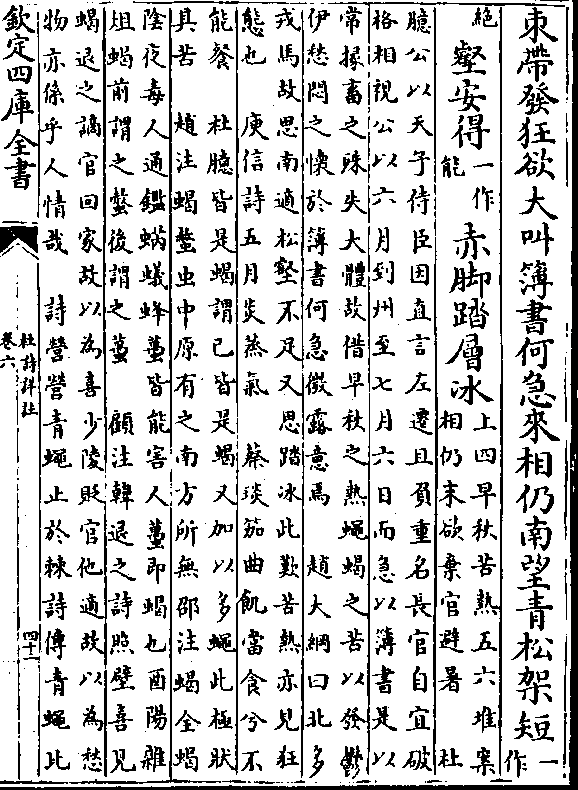 束帶發狂欲大叫簿書何急來相仍南望青松架短一作
絶壑安得一作能赤脚踏層冰上四早秋苦熱五六堆案相仍末欲棄官避暑 杜
臆公以天子侍臣因直言左遷且負重名長官自宜破
格相視公以六月到州至七月六日而急以簿書是以
常掾畜之殊失大體故借早秋之熱蠅蝎之苦以發鬱
伊愁悶之懷於簿書何急微露意焉 趙大綱曰北多
戎馬故思南適松壑不足又思踏冰此歎苦熱亦見狂
態也 庾信詩五月炎蒸氣 蔡琰笳曲飢當食兮不
能餐 杜臆皆是蝎謂已皆是蝎又加以多蠅此極狀
其苦 趙注蝎螫虫中原有之南方所無邵注蝎全蝎
陰夜毒人通鑑蝸蟻蜂蠆皆能害人蠆即蝎也酉陽雜
俎蝎前謂之螫後謂之蠆 顧注韓退之詩照壁喜見
蝎退之謫官回家故以為喜少陵貶官他適故以為愁
物亦係乎人情哉 詩營營青蠅止於棘詩傳青蠅比
欽定四庫全書
杜詩詳註
卷六
四十一